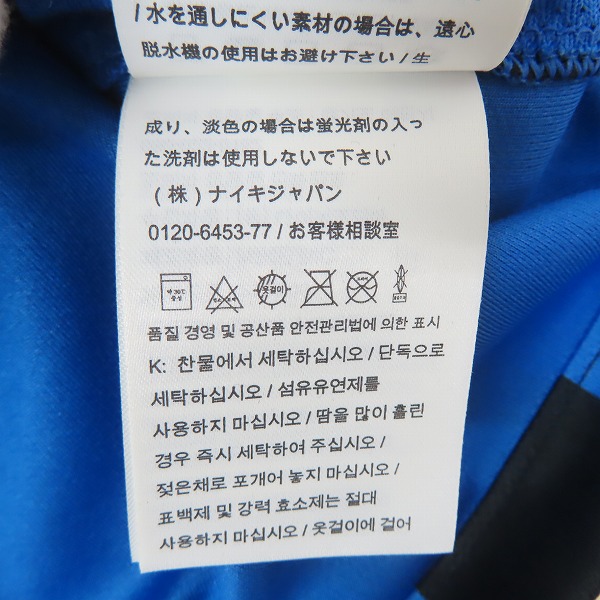 / 水を通しにくい素材の場合は、遠心
脱水機の使用はお避け下さい / 生
成り、淡色の場合は蛍光剤の入っ
た洗剤は使用しないで下さい
(株) ナイキジャパン
0120-6453-77 / お客様相談室
약 30℃
중성
옷걸이
품질 경영 및 공산품 안전관리법에 의한 표시
K: 찬물에서 세탁하십시오 / 단독으로
세탁하십시오 / 섬유유연제를
사용하지 마십시오 / 땀을 많이 흘린
경우 즉시 세탁하여 주십시오 /
젖은채로 포개어 놓지 마십시오 /
표백제 및 강력 효소제는 절대
사용하지 마십시오 / 옷걸이에 걸어